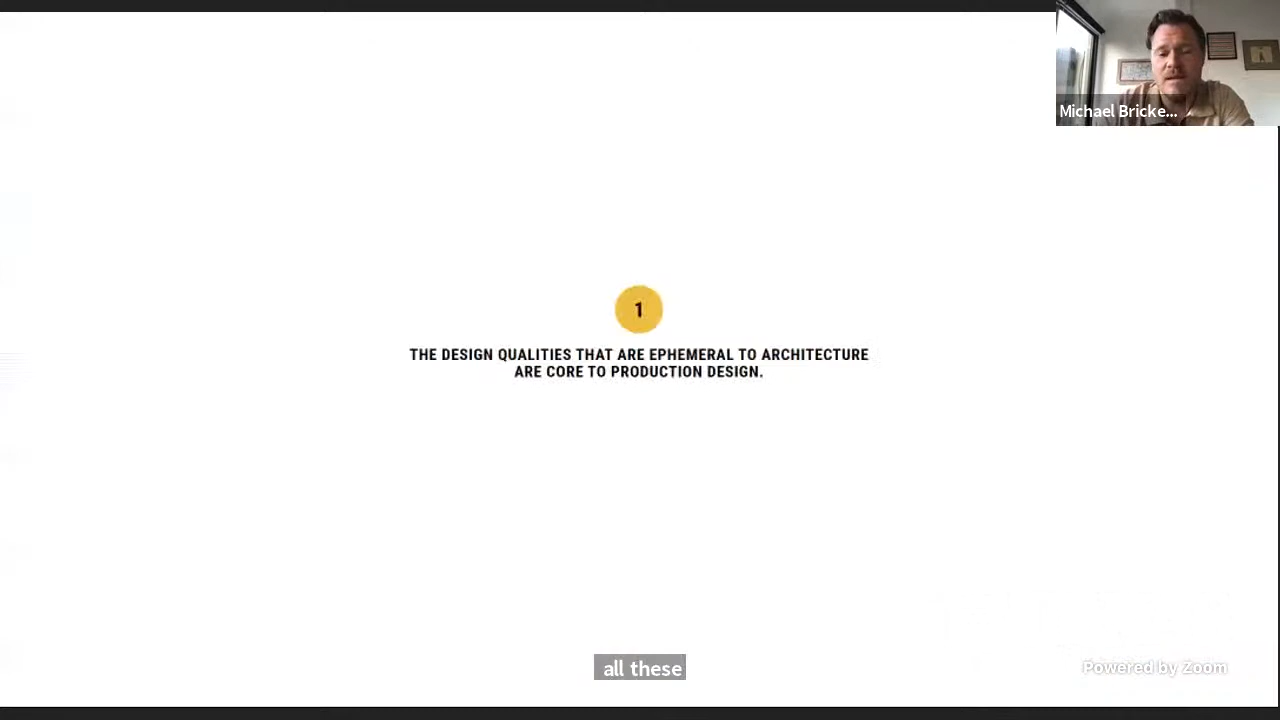 Michael Bricke...
1
THE DESIGN QUALITIES THAT ARE EPHEMERAL TO ARCHITECTURE
ARE CORE TO PRODUCTION DESIGN.
all these
Powered by Zoom